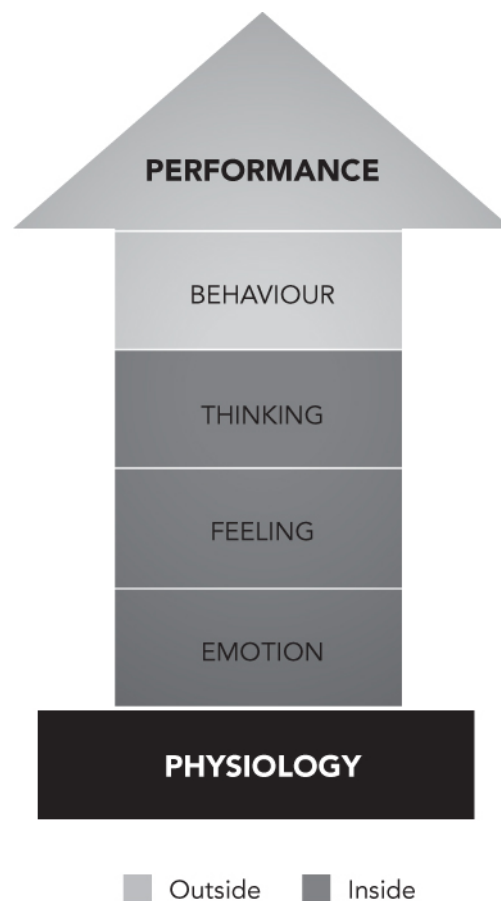 PERFORMANCE
BEHAVIOUR
THINKING
FEELING
EMOTION
PHYSIOLOGY
Outside Inside